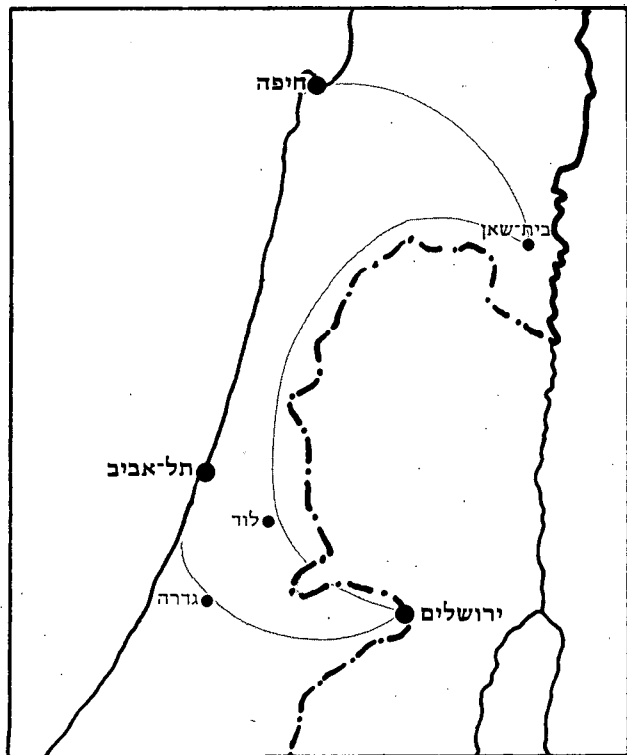 חיפה
בית-שאן
תל-אביב
לוד
גדרה
ירושלים